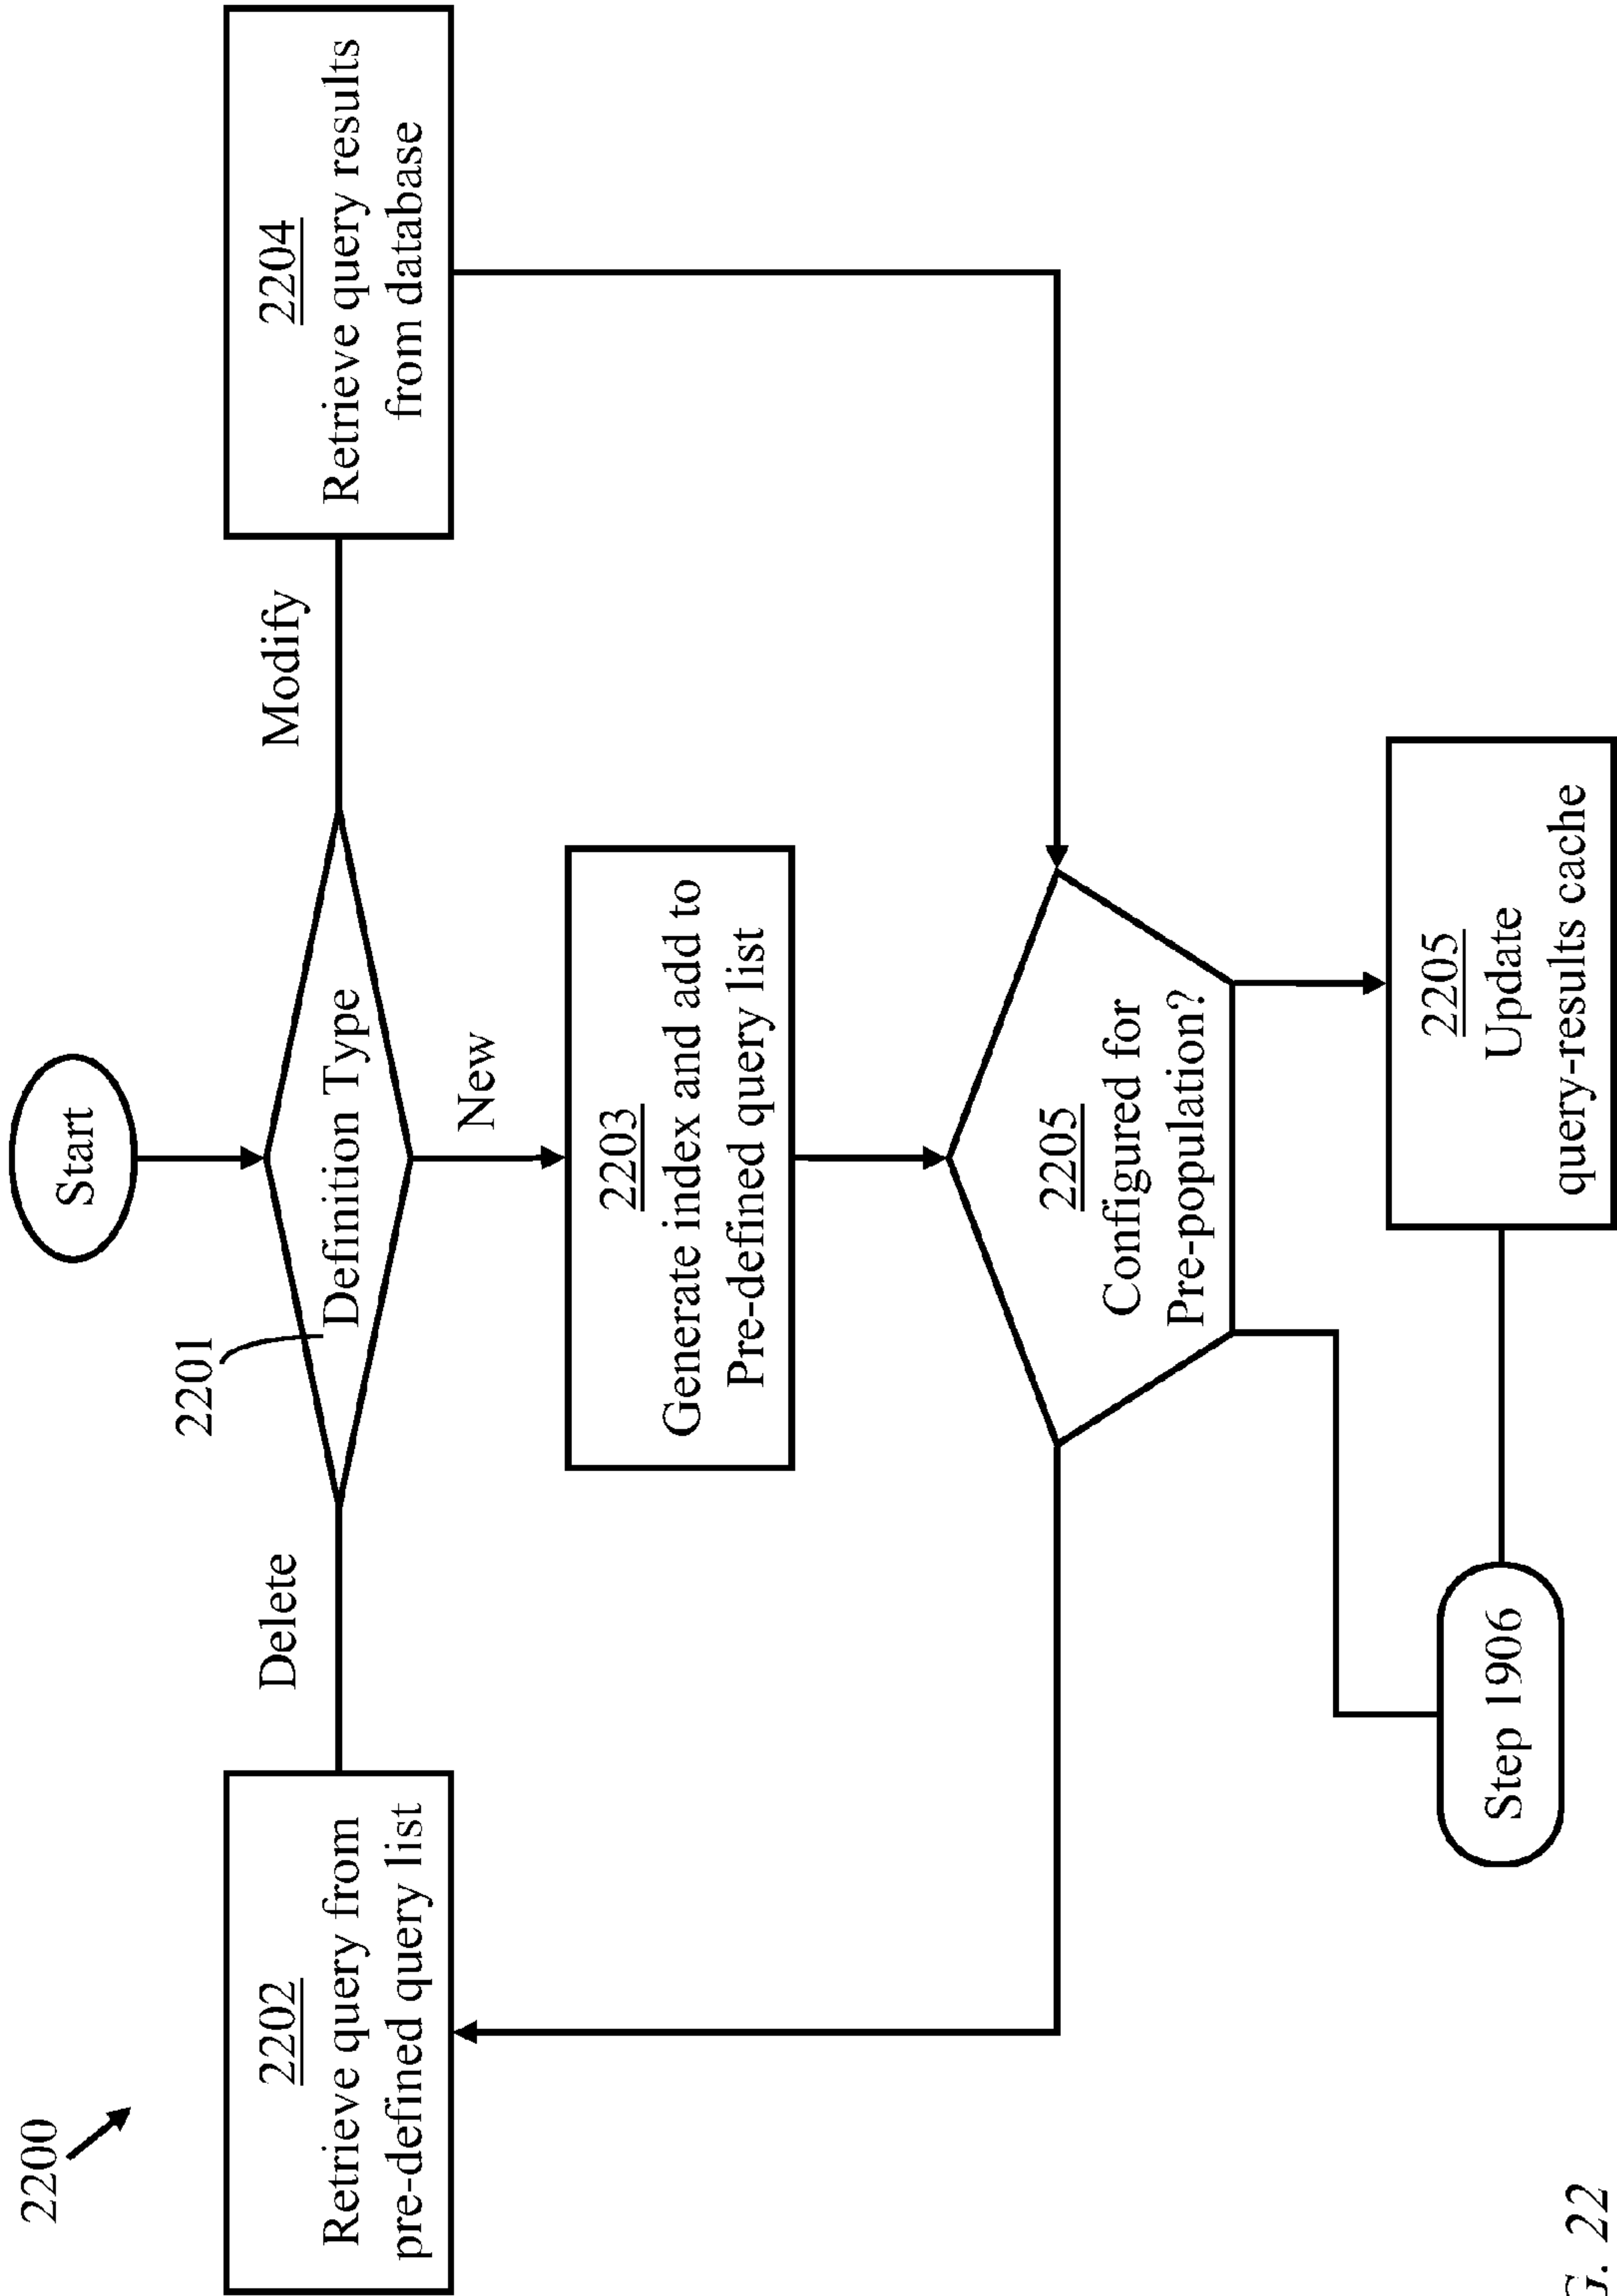 2200
Start
2201
Definition Type
Delete
Modify
New
2202
Retrieve query from
pre-defined query list
2204
Retrieve query results
from database
2203
Generate index and add to
Pre-defined query list
2205
Configured for
Pre-population?
2205
Update
query-results cache
Step 1906
G. 22